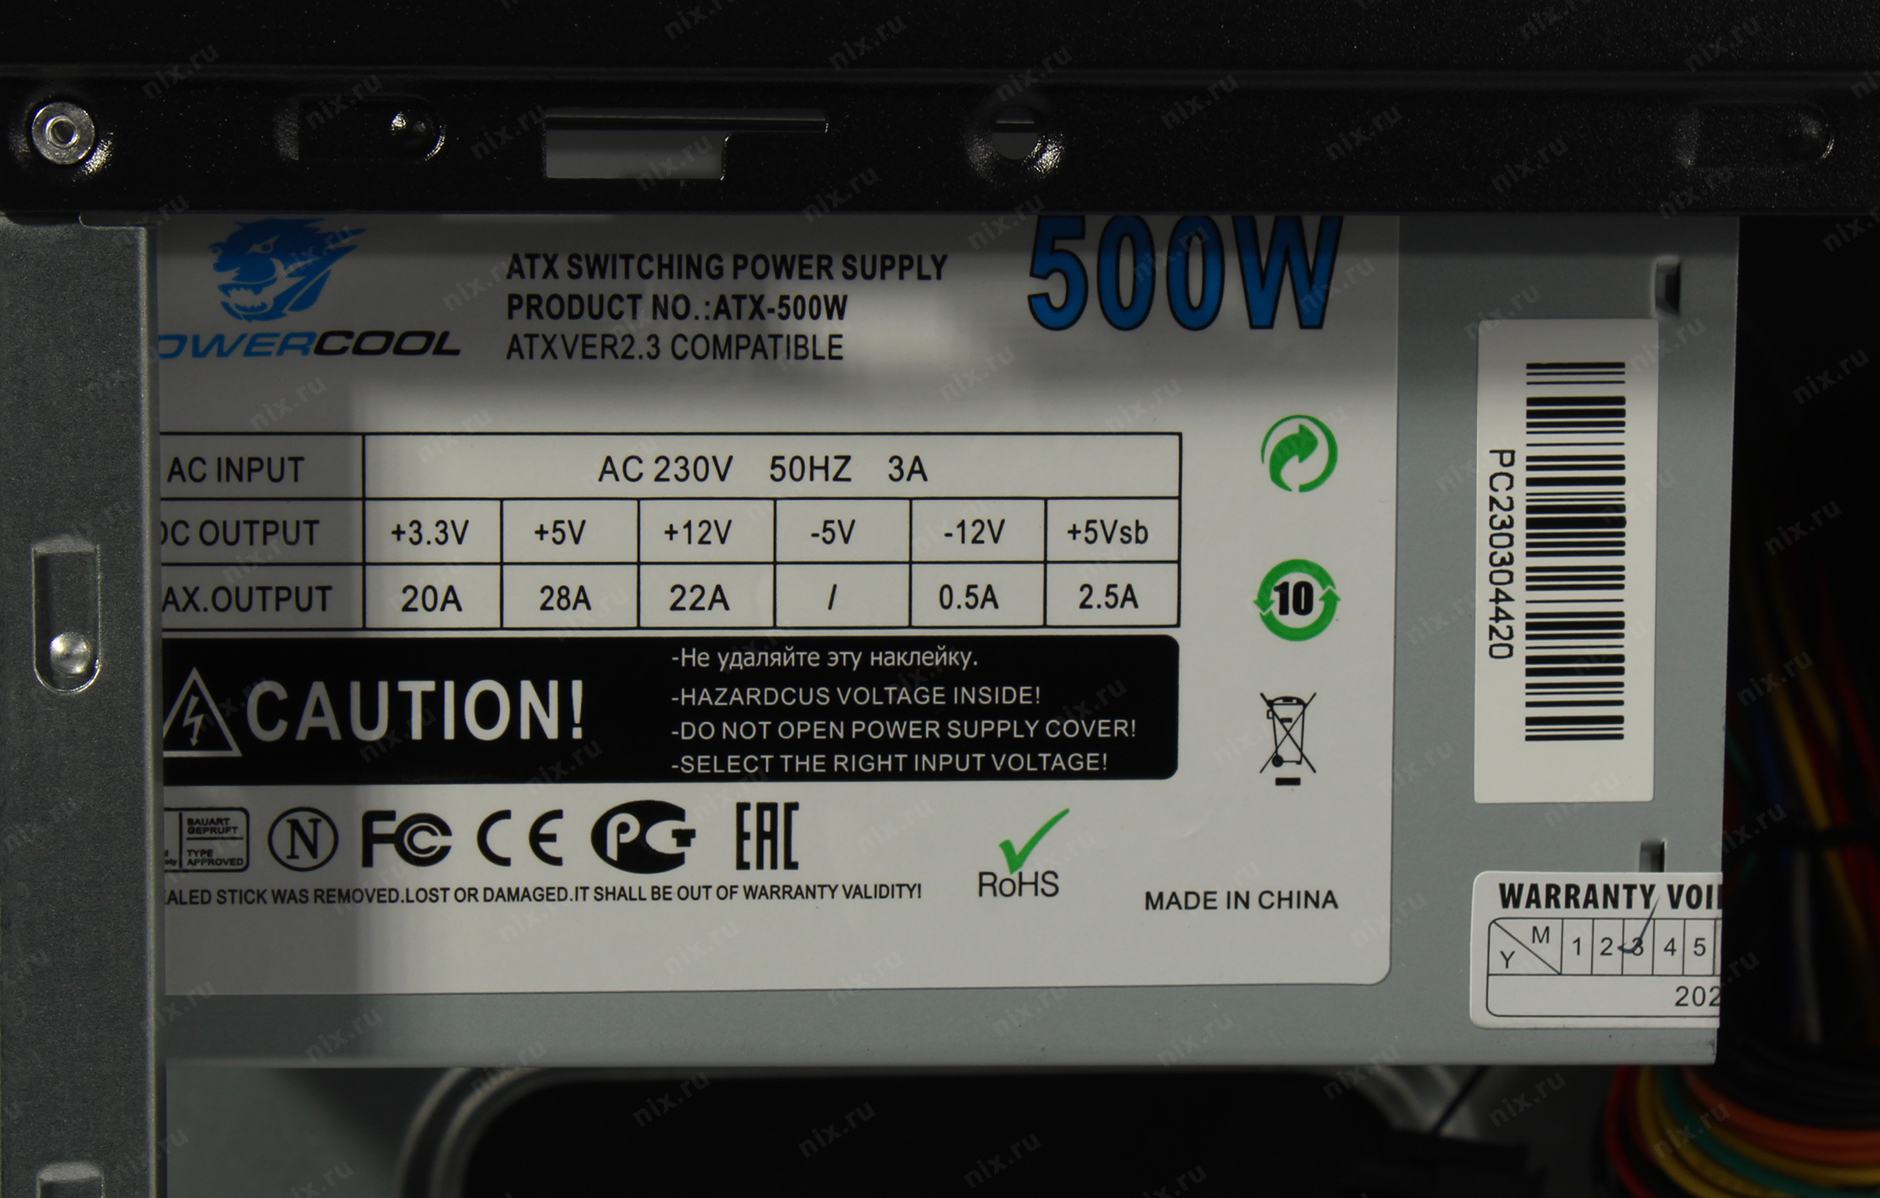 500W
ATX SWITCHING POWER SUPPLY
PRODUCT NO.:ATX-500W
ATXVER2.3 COMPATIBLE
OWERCOOL
AC INPUT AC 230V 50HZ 3A
DC OUTPUT +3.3V +5V +12V -5V -12V +5Vsb
AX.OUTPUT 20A 28A 22A / 0.5A 2.5A
10
PC230304420
CAUTION!
-Не удаляйте эту наклейку.
-HAZARDCUS VOLTAGE INSIDE!
-DO NOT OPEN POWER SUPPLY COVER!
-SELECT THE RIGHT INPUT VOLTAGE!
BAUART
GEPRUFT
TYPE
APPROVED
N FC CE PG EAC
RoHS
ALED STICK WAS REMOVED.LOST OR DAMAGED.IT SHALL BE OUT OF WARRANTY VALIDITY!
MADE IN CHINA
WARRANTY VOI
M 1 2 3 4 5
Y
202
nix.ru